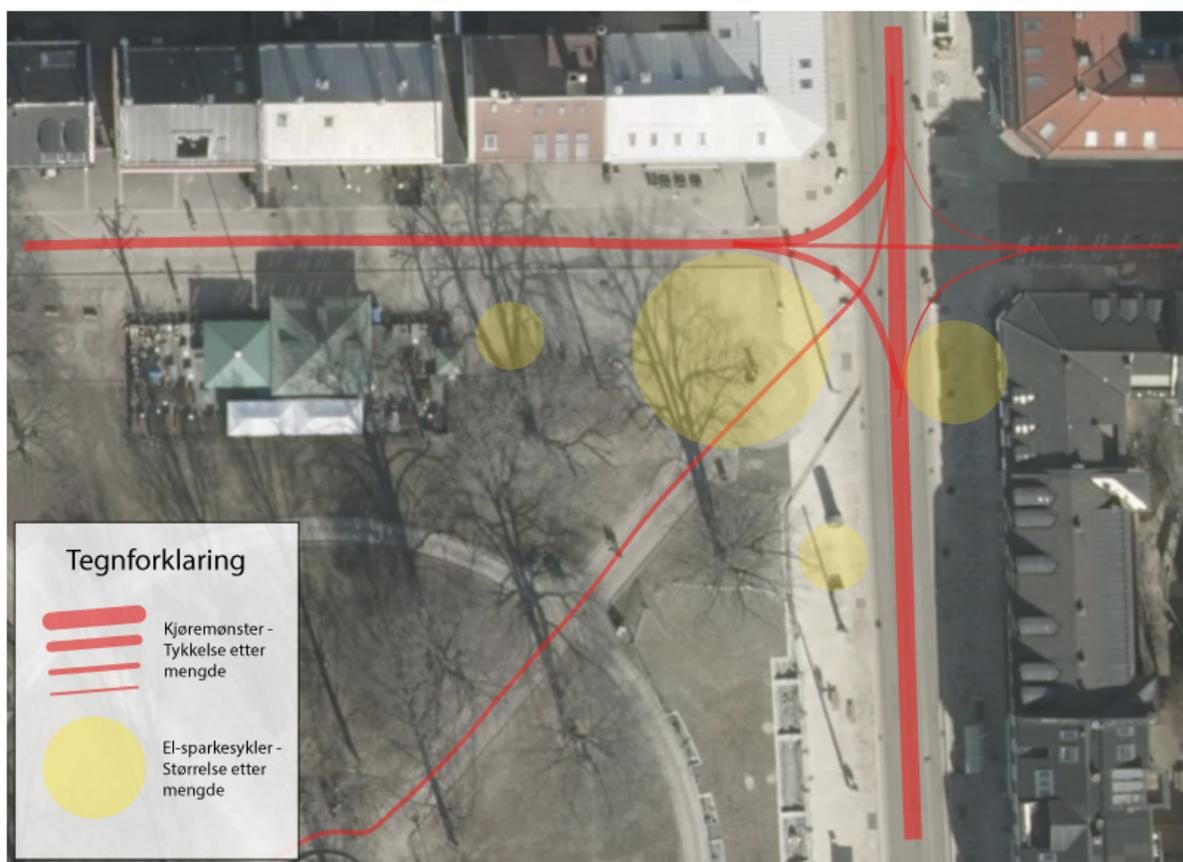 Tegnforklaring
Kjøremønster -
Tykkelse etter
mengde
El-sparkesykler -
Størrelse etter
mengde